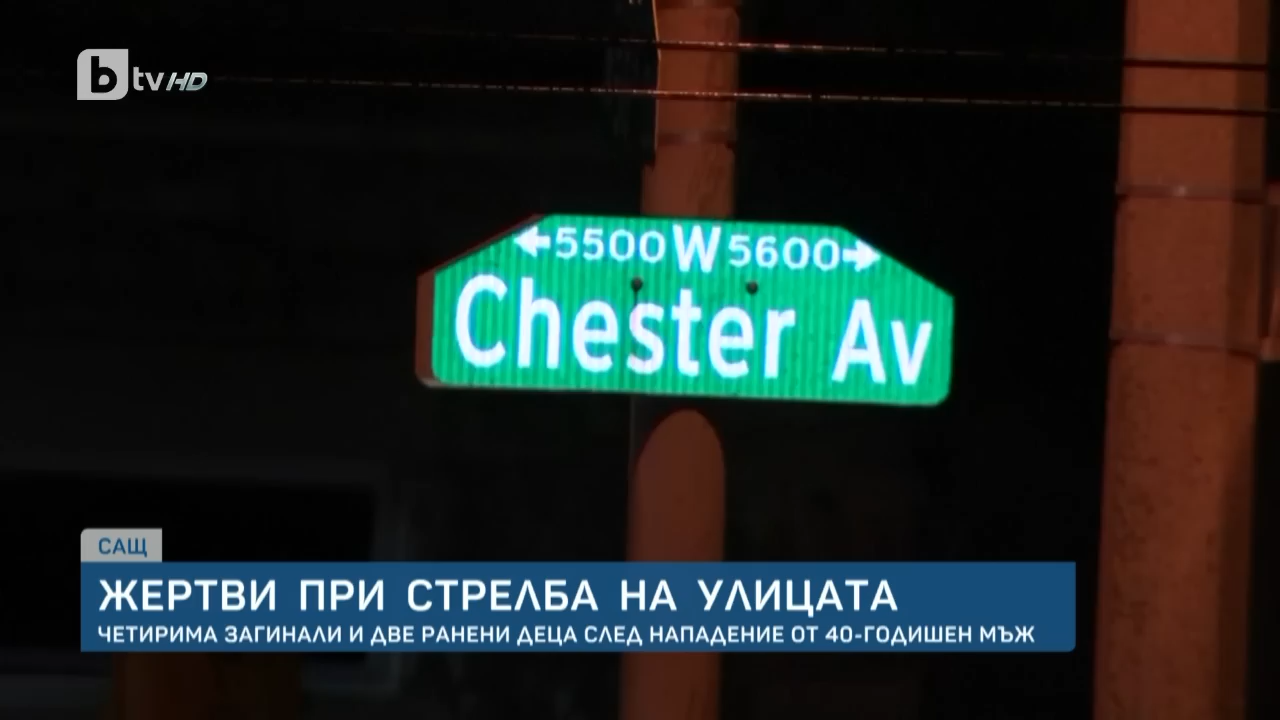 btv HD
←5500 W 5600→
Chester Av
САЩ
ЖЕРТВИ ПРИ СТРЕЛБА НА УЛИЦАТА
ЧЕТИРИМА ЗАГИНАЛИ И ДВЕ РАНЕНИ ДЕЦА СЛЕД НАПАДЕНИЕ ОТ 40-ГОДИШЕН МЪЖ